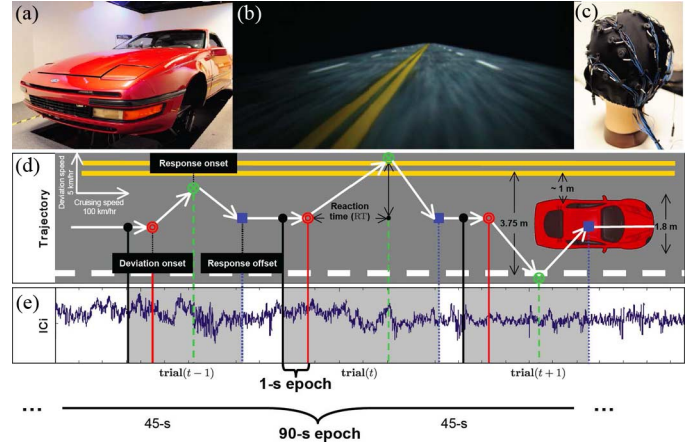 (a)
(b)
(c)
(d)
Deviation speed
5 km/hr
Cruising speed
100 km/hr
Response onset
Deviation onset
Response offset
Reaction
time (RT)
3.75 m
~ 1 m
1.8 m
Trajectory
(e)
ICi
trial(t − 1)
trial(t)
trial(t + 1)
1-s epoch
...
45-s
90-s epoch
45-s
...